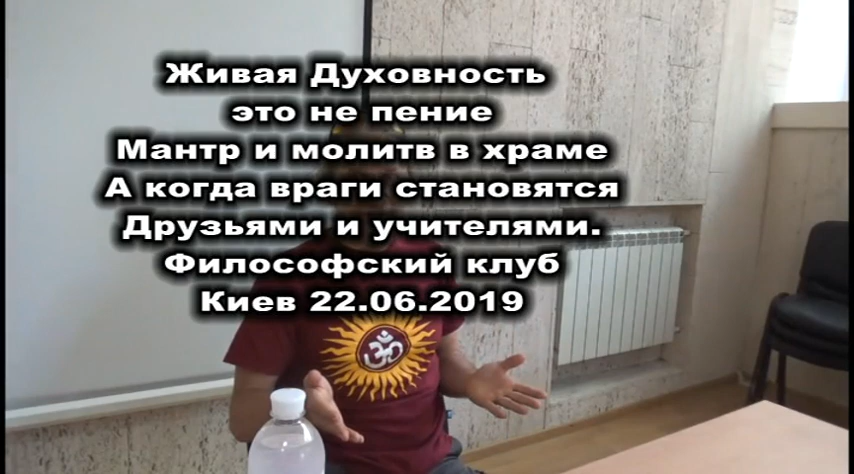 Живая Духовность
это не пение
Мантр и молитв в храме
А когда враги становятся
Друзьями и учителями.
Философский клуб
Киев 22.06.2019
ॐ